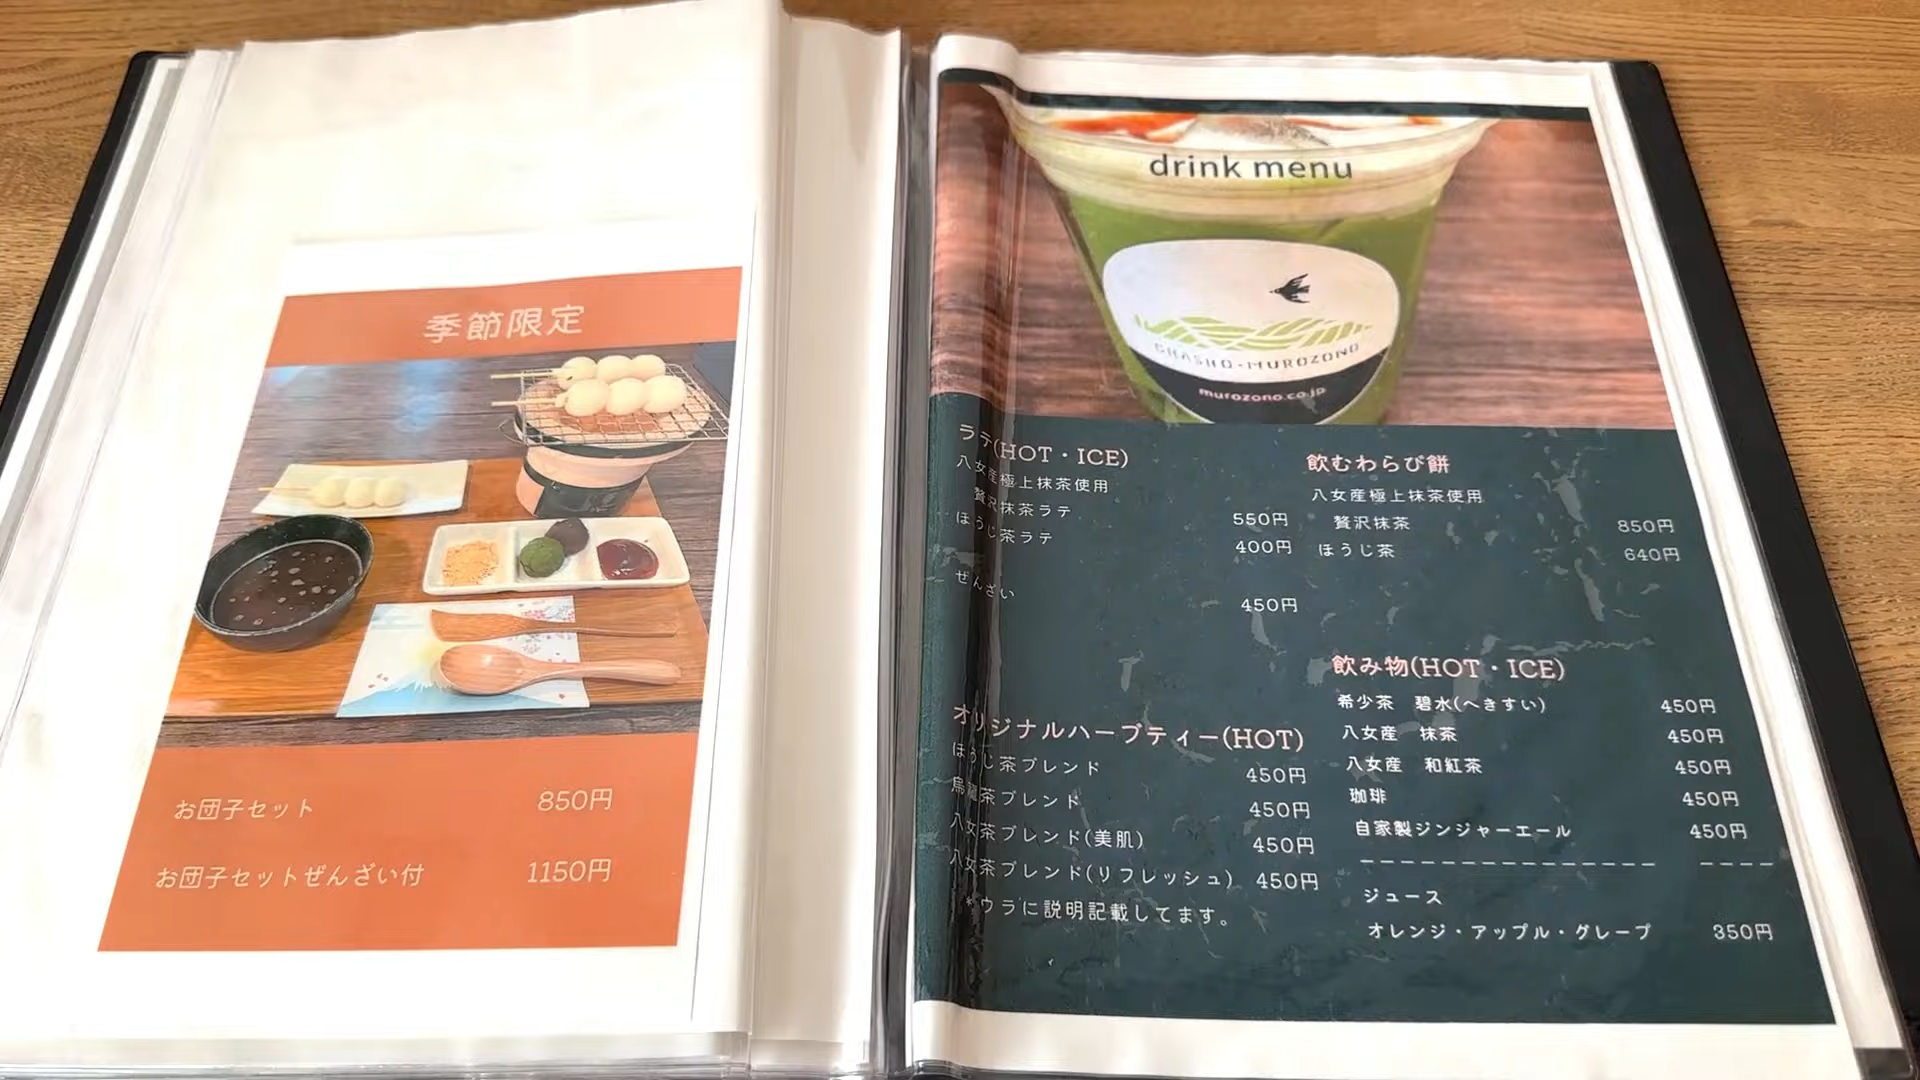 季節限定
お団子セット 850円
お団子セットぜんざい付 1150円
drink menu
CHASHO・MUROZONO
murozono.co.jp
ラテ(HOT・ICE)
八女産極上抹茶使用
贅沢抹茶ラテ 550円
ほうじ茶ラテ 400円
ぜんざい 450円
オリジナルハーブティー(HOT)
ほうじ茶ブレンド 450円
烏龍茶ブレンド 450円
八女茶ブレンド(美肌) 450円
八女茶ブレンド(リフレッシュ) 450円
*ウラに説明記載してます。
飲むわらび餅
八女産極上抹茶使用
贅沢抹茶 850円
ほうじ茶 640円
飲み物(HOT・ICE)
希少茶 碧水(へきすい) 450円
八女産 抹茶 450円
八女産 和紅茶 450円
珈琲 450円
自家製ジンジャーエール 450円
ジュース
オレンジ・アップル・グレープ 350円